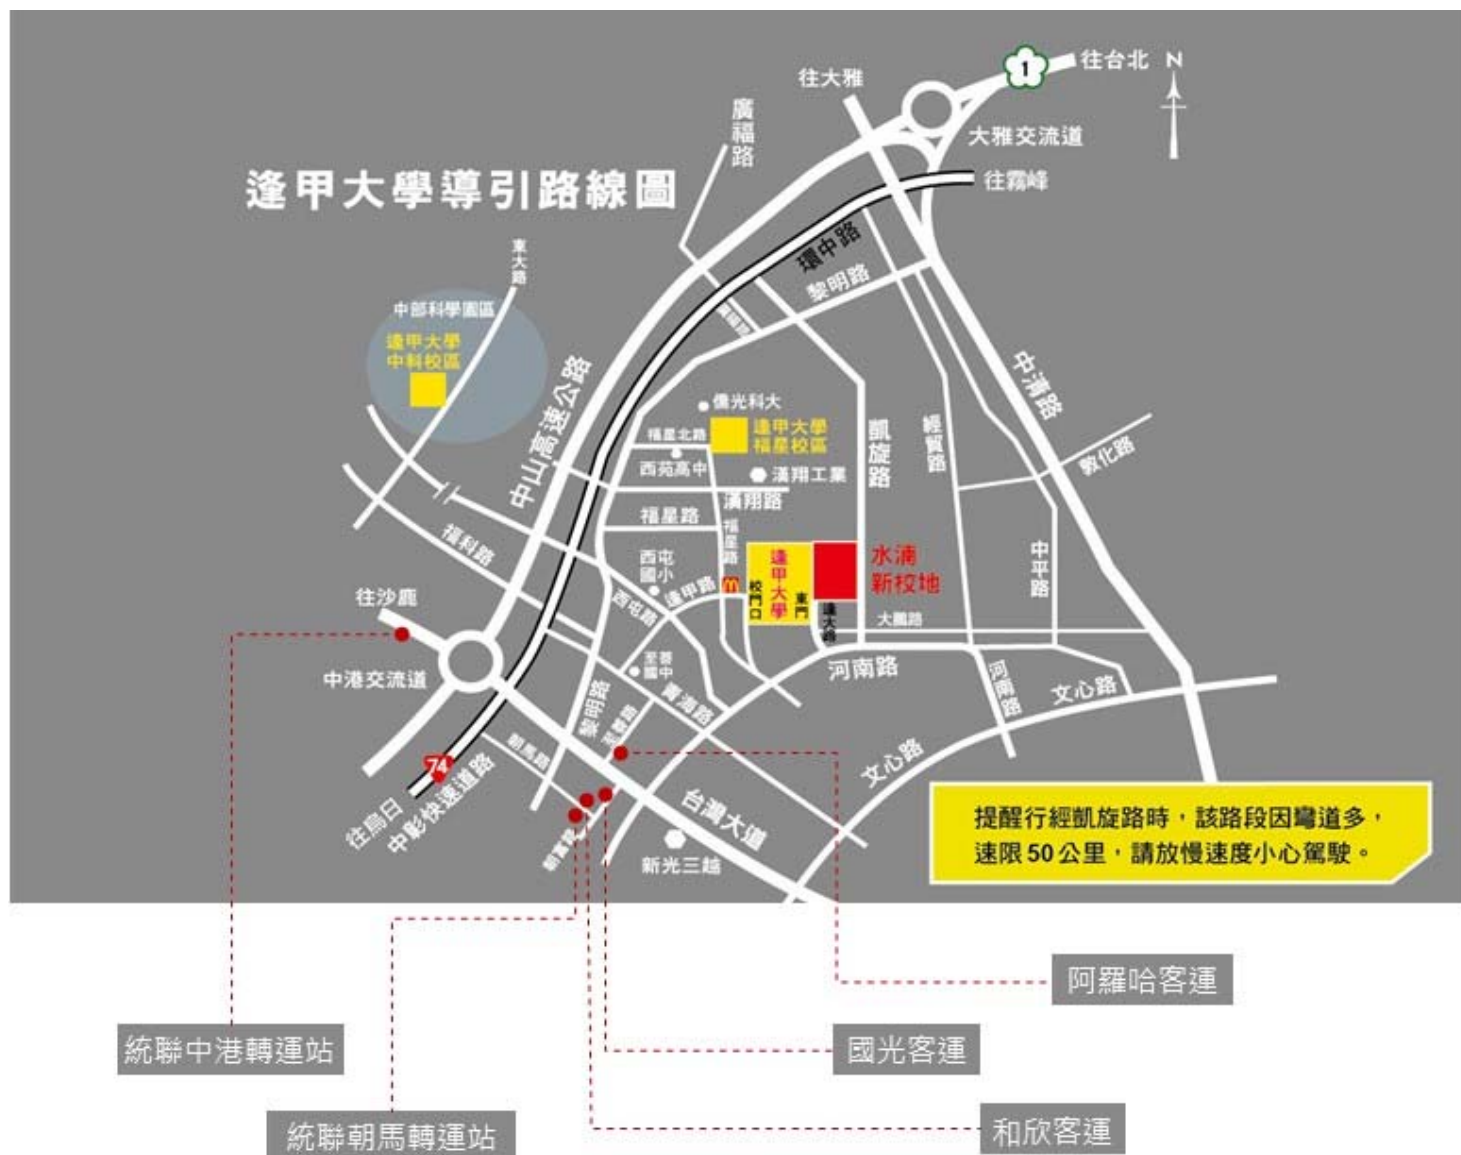 往台北
1
N
往大雅
大雅交流道
廣福路
往霧峰
逢甲大學導引路線圖
環中路
東大路
黎明路
中部科學園區
逢甲大學
中科校區
中山高速公路
中清路
僑光科大
逢甲大學
福星校區
福星北路
西苑高中
漢翔工業
凱旋路
經貿路
敦化路
漢翔路
福星路
福星路
福科路
西屯
國小
逢甲路
西屯路
校門口
逢甲大學
東門
水湳
新校地
中平路
逢大路
大鵬路
往沙鹿
中港交流道
至善
國中
河南路
河南路
文心路
青海路
黎明路
至善路
朝馬路
文心路
74
中彰快速道路
往烏日
朝富路
台灣大道
新光三越
提醒行經凱旋路時，該路段因彎道多，
速限50公里，請放慢速度小心駕駛。
阿羅哈客運
統聯中港轉運站
國光客運
統聯朝馬轉運站
和欣客運